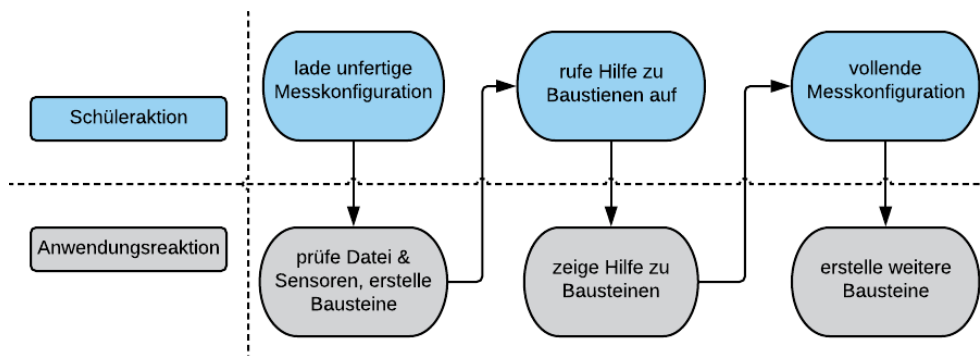 lade unfertige
Messkonfiguration
rufe Hilfe zu
Baustienen auf
vollende
Messkonfiguration
Schüleraktion
Anwendungsreaktion
prüfe Datei &
Sensoren, erstelle
Bausteine
zeige Hilfe zu
Bausteinen
erstelle weitere
Bausteine